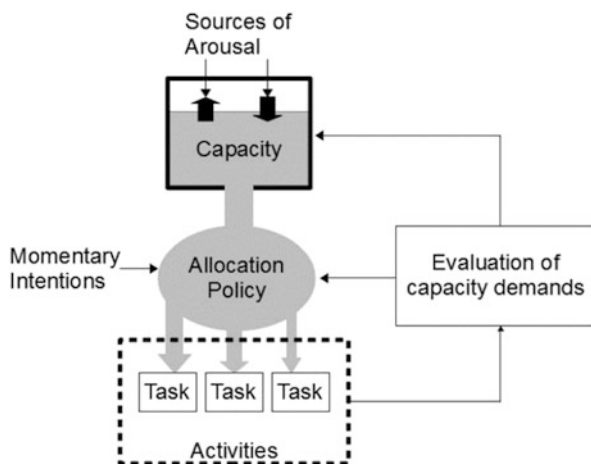 Sources of
Arousal
Capacity
Momentary
Intentions
Allocation
Policy
Evaluation of
capacity demands
Task Task Task
Activities